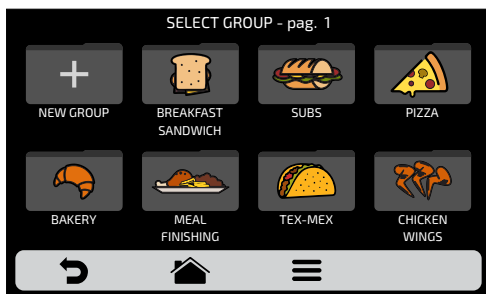 SELECT GROUP - pag. 1
NEW GROUP
BREAKFAST
SANDWICH
SUBS
PIZZA
BAKERY
MEAL
FINISHING
TEX-MEX
CHICKEN
WINGS